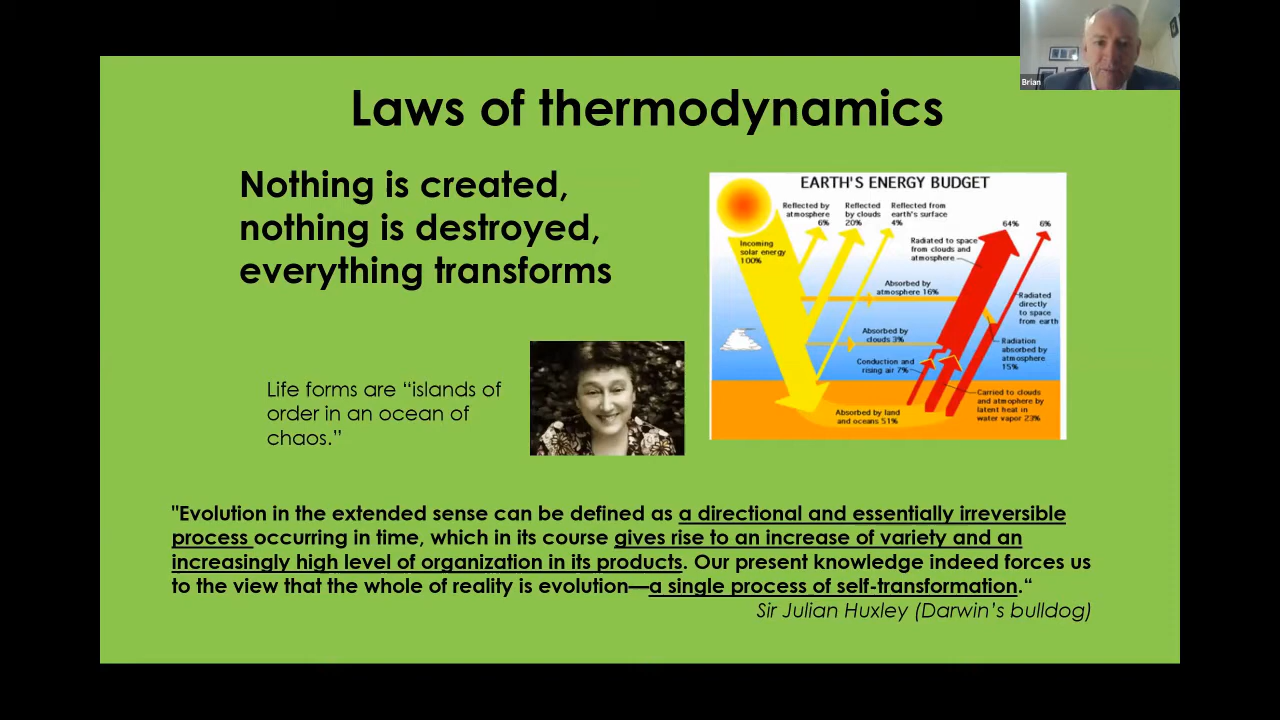 Brian
Laws of thermodynamics
Nothing is created,
nothing is destroyed,
everything transforms
EARTH'S ENERGY BUDGET
Reflected by
atmosphere
6%
Reflected
by clouds
20%
Reflected from
earth's surface
4%
64%
6%
Incoming
solar energy
100%
Radiated to space
from clouds and
atmosphere
Absorbed by
atmosphere 16%
Radiated
directly
to space
from earth
Absorbed by
clouds 3%
Radiation
absorbed by
atmosphere
15%
Conduction and
rising air 7%
Carried to clouds
and atmophere by
latent heat in
water vapor 23%
Absorbed by land
and oceans 51%
Life forms are “islands of
order in an ocean of
chaos.”
"Evolution in the extended sense can be defined as a directional and essentially irreversible
process occurring in time, which in its course gives rise to an increase of variety and an
increasingly high level of organization in its products. Our present knowledge indeed forces us
to the view that the whole of reality is evolution—a single process of self-transformation.“
Sir Julian Huxley (Darwin’s bulldog)